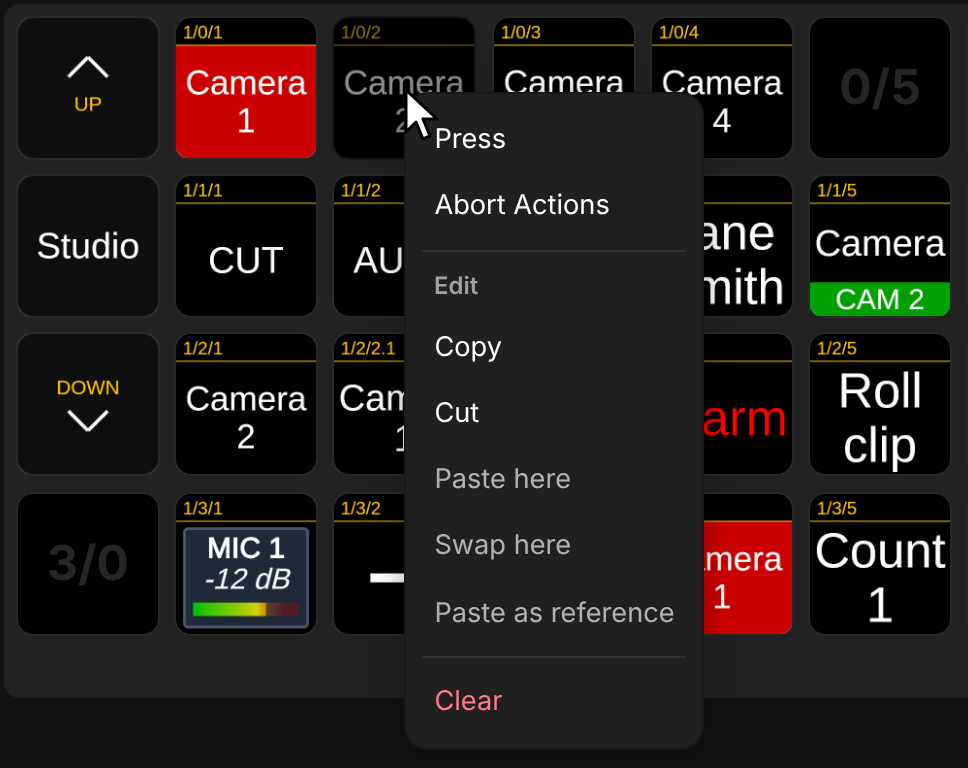 UP
1/0/1
Camera
1
1/0/2
Camera
2
1/0/3
Camera
1/0/4
Camera
4
0/5
Studio
1/1/1
CUT
1/1/2
AU
ane
mith
1/1/5
Camera
CAM 2
DOWN
1/2/1
Camera
2
1/2/2.1
Cam
1
arm
1/2/5
Roll
clip
3/0
1/3/1
MIC 1
-12 dB
1/3/2
mera
1
1/3/5
Count
1
Press
Abort Actions
Edit
Copy
Cut
Paste here
Swap here
Paste as reference
Clear